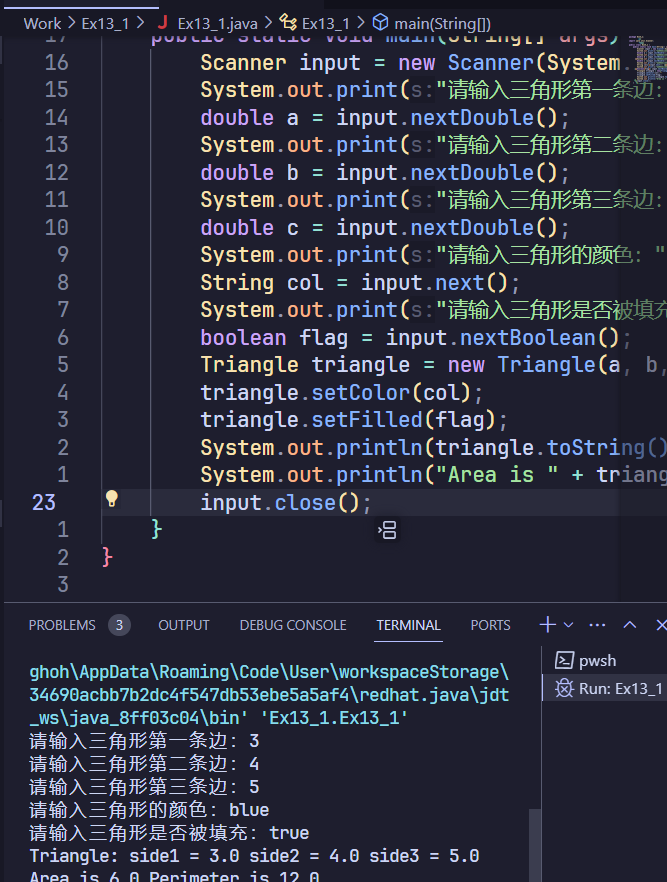 Work > Ex13_1 > J Ex13_1.java > Ex13_1 > main(String[])
17 public static void main(String[] args)
16 Scanner input = new Scanner(System.
15 System.out.print(s:"请输入三角形第一条边:
14 double a = input.nextDouble();
13 System.out.print(s:"请输入三角形第二条边:
12 double b = input.nextDouble();
11 System.out.print(s:"请输入三角形第三条边:
10 double c = input.nextDouble();
9 System.out.print(s:"请输入三角形的颜色: "
8 String col = input.next();
7 System.out.print(s:"请输入三角形是否被填充
6 boolean flag = input.nextBoolean();
5 Triangle triangle = new Triangle(a, b,
4 triangle.setColor(col);
3 triangle.setFilled(flag);
2 System.out.println(triangle.toString()
1 System.out.println("Area is " + triang
23 input.close();
1 }
2 }
3
PROBLEMS 3 OUTPUT DEBUG CONSOLE TERMINAL PORTS
ghoh\AppData\Roaming\Code\User\workspaceStorage\
34690acbb7b2dc4f547db53ebe5a5af4\redhat.java\jdt
_ws\java_8ff03c04\bin' 'Ex13_1.Ex13_1'
请输入三角形第一条边: 3
请输入三角形第二条边: 4
请输入三角形第三条边: 5
请输入三角形的颜色: blue
请输入三角形是否被填充: true
Triangle: side1 = 3.0 side2 = 4.0 side3 = 5.0
Area is 6.0 Perimeter is 12.0
pwsh
Run: Ex13_1